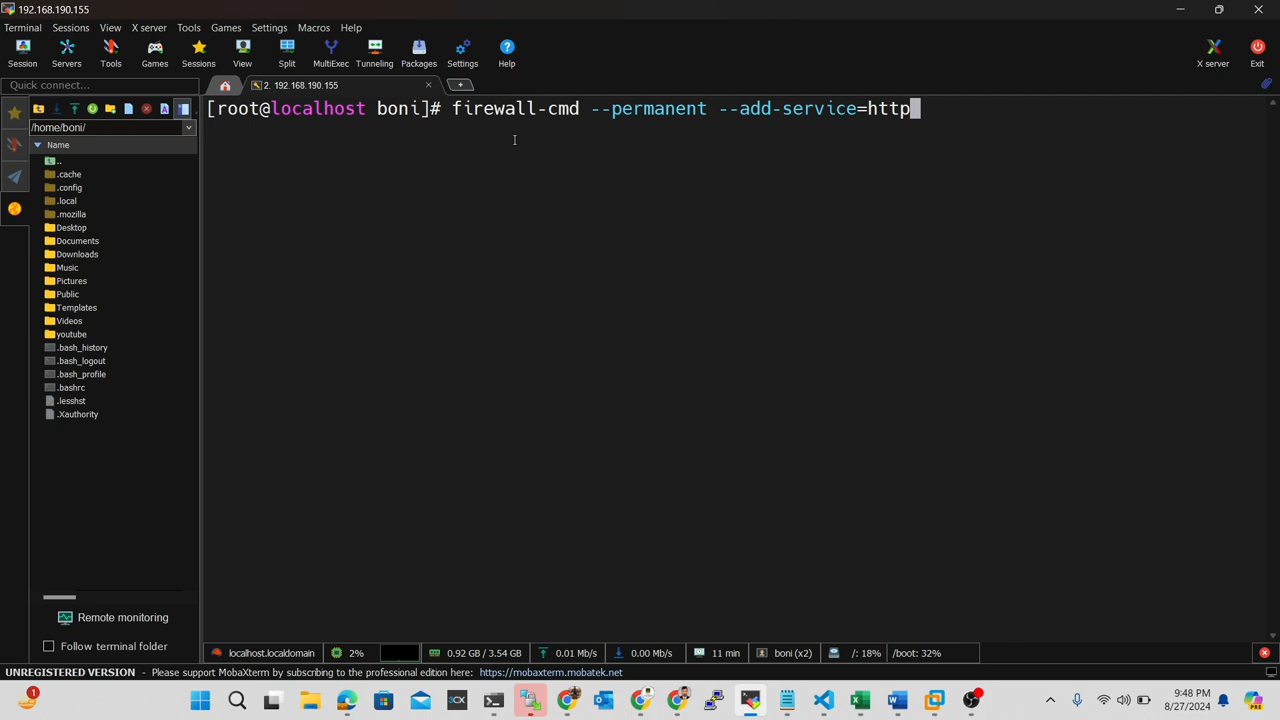 192.168.190.155
Terminal Sessions View X server Tools Games Settings Macros Help
Session Servers Tools Games Sessions View Split MultiExec Tunneling Packages Settings Help X server Exit
Quick connect...
2. 192.168.190.155
/home/boni/
[root@localhost boni]# firewall-cmd --permanent --add-service=http
Name
..
.cache
.config
.local
.mozilla
Desktop
Documents
Downloads
Music
Pictures
Public
Templates
Videos
youtube
.bash_history
.bash_logout
.bash_profile
.bashrc
.lesshst
.Xauthority
Remote monitoring
Follow terminal folder
localhost.localdomain 2% 0.92 GB / 3.54 GB 0.01 Mb/s 0.00 Mb/s 11 min boni (x2) /: 18% /boot: 32%
UNREGISTERED VERSION - Please support MobaXterm by subscribing to the professional edition here: https://mobaxterm.mobatek.net
1
3CX
PRE
9:48 PM
8/27/2024